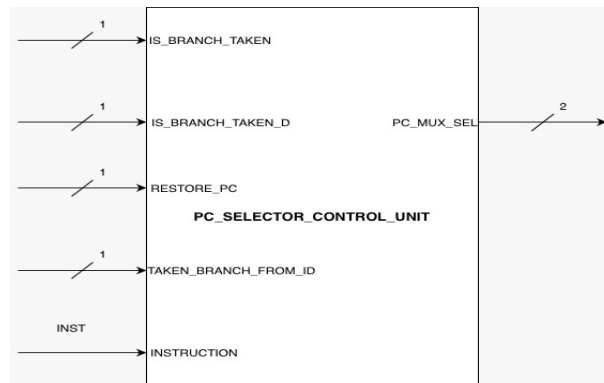 1
IS_BRANCH_TAKEN
1
IS_BRANCH_TAKEN_D
PC_MUX_SEL
2
1
RESTORE_PC
PC_SELECTOR_CONTROL_UNIT
1
TAKEN_BRANCH_FROM_ID
INST
INSTRUCTION